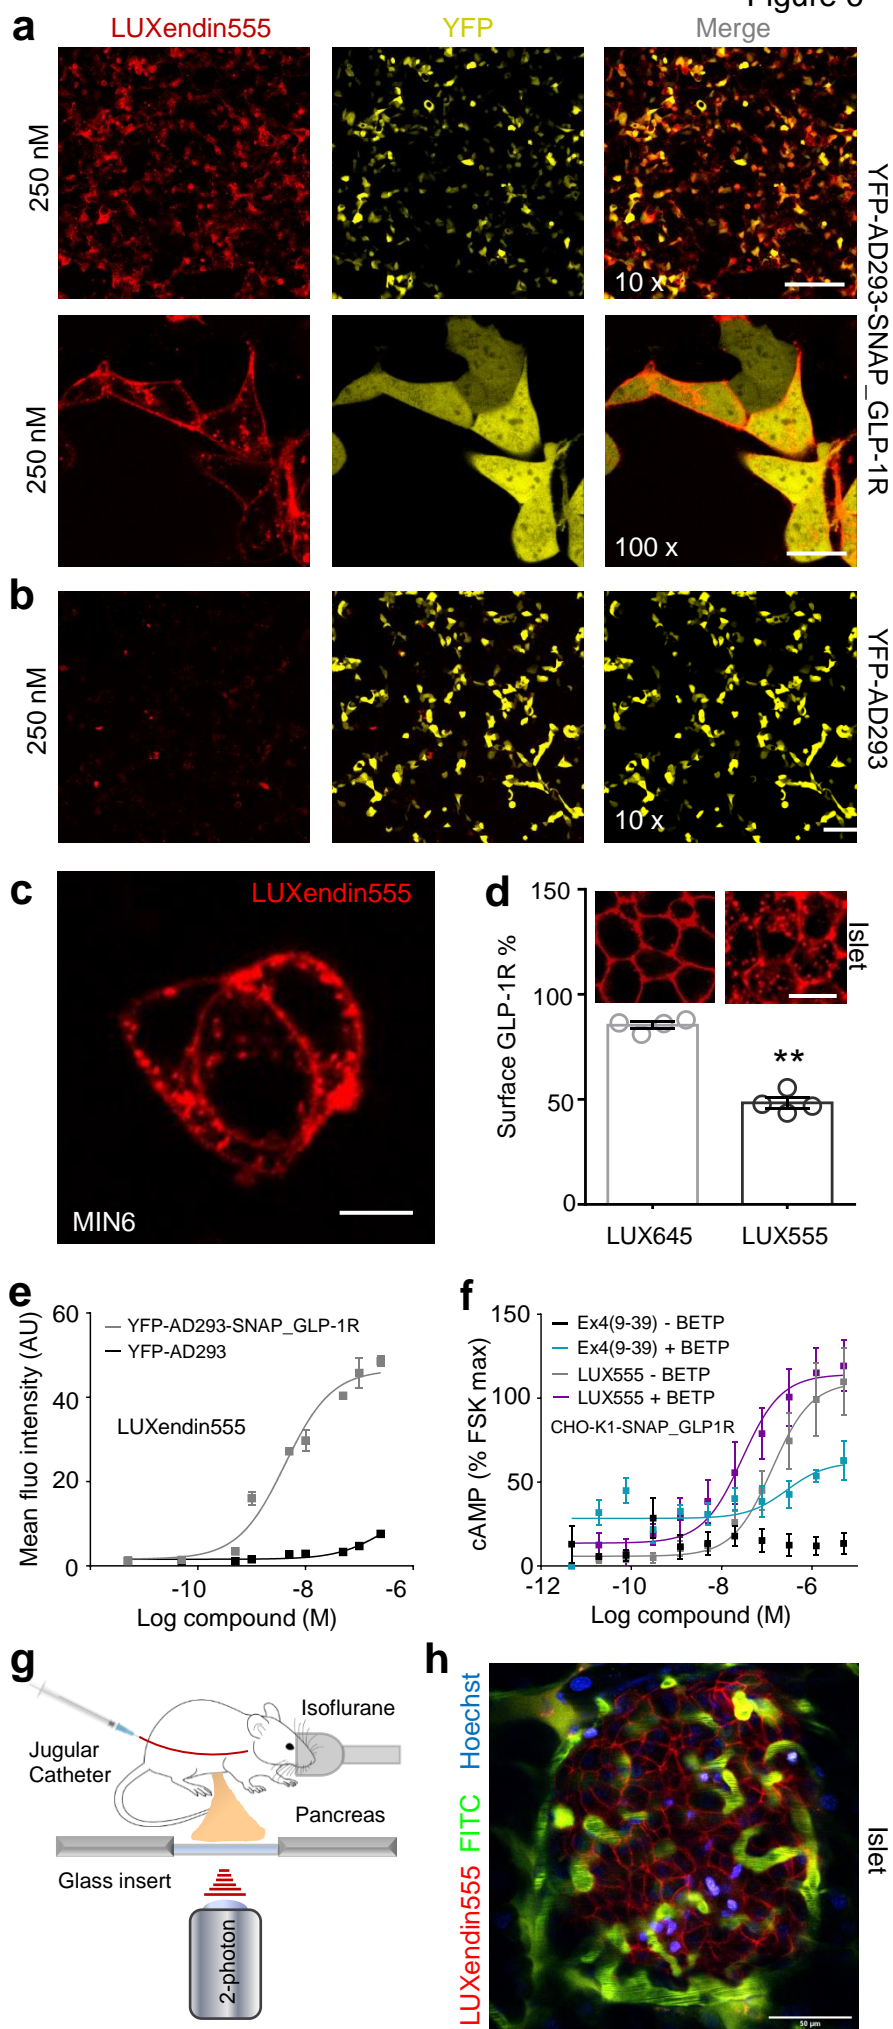 Figure 6
a
LUXendin555
YFP
Merge
250 nM
10 x
250 nM
100 x
YFP-AD293-SNAP_GLP-1R
b
250 nM
10 x
YFP-AD293
c
LUXendin555
MIN6
d
Surface GLP-1R %
150
100
50
0
**
Islet
LUX645
LUX555
e
Mean fluo intensity (AU)
60
40
20
0
YFP-AD293-SNAP_GLP-1R
YFP-AD293
LUXendin555
-10
-8
-6
Log compound (M)
f
cAMP (% FSK max)
150
100
50
0
Ex4(9-39) - BETP
Ex4(9-39) + BETP
LUX555 - BETP
LUX555 + BETP
CHO-K1-SNAP_GLP1R
-12
-10
-8
-6
Log compound (M)
g
Isoflurane
Jugular
Catheter
Pancreas
Glass insert
2-photon
h
LUXendin555 FITC Hoechst
Islet
50 μm